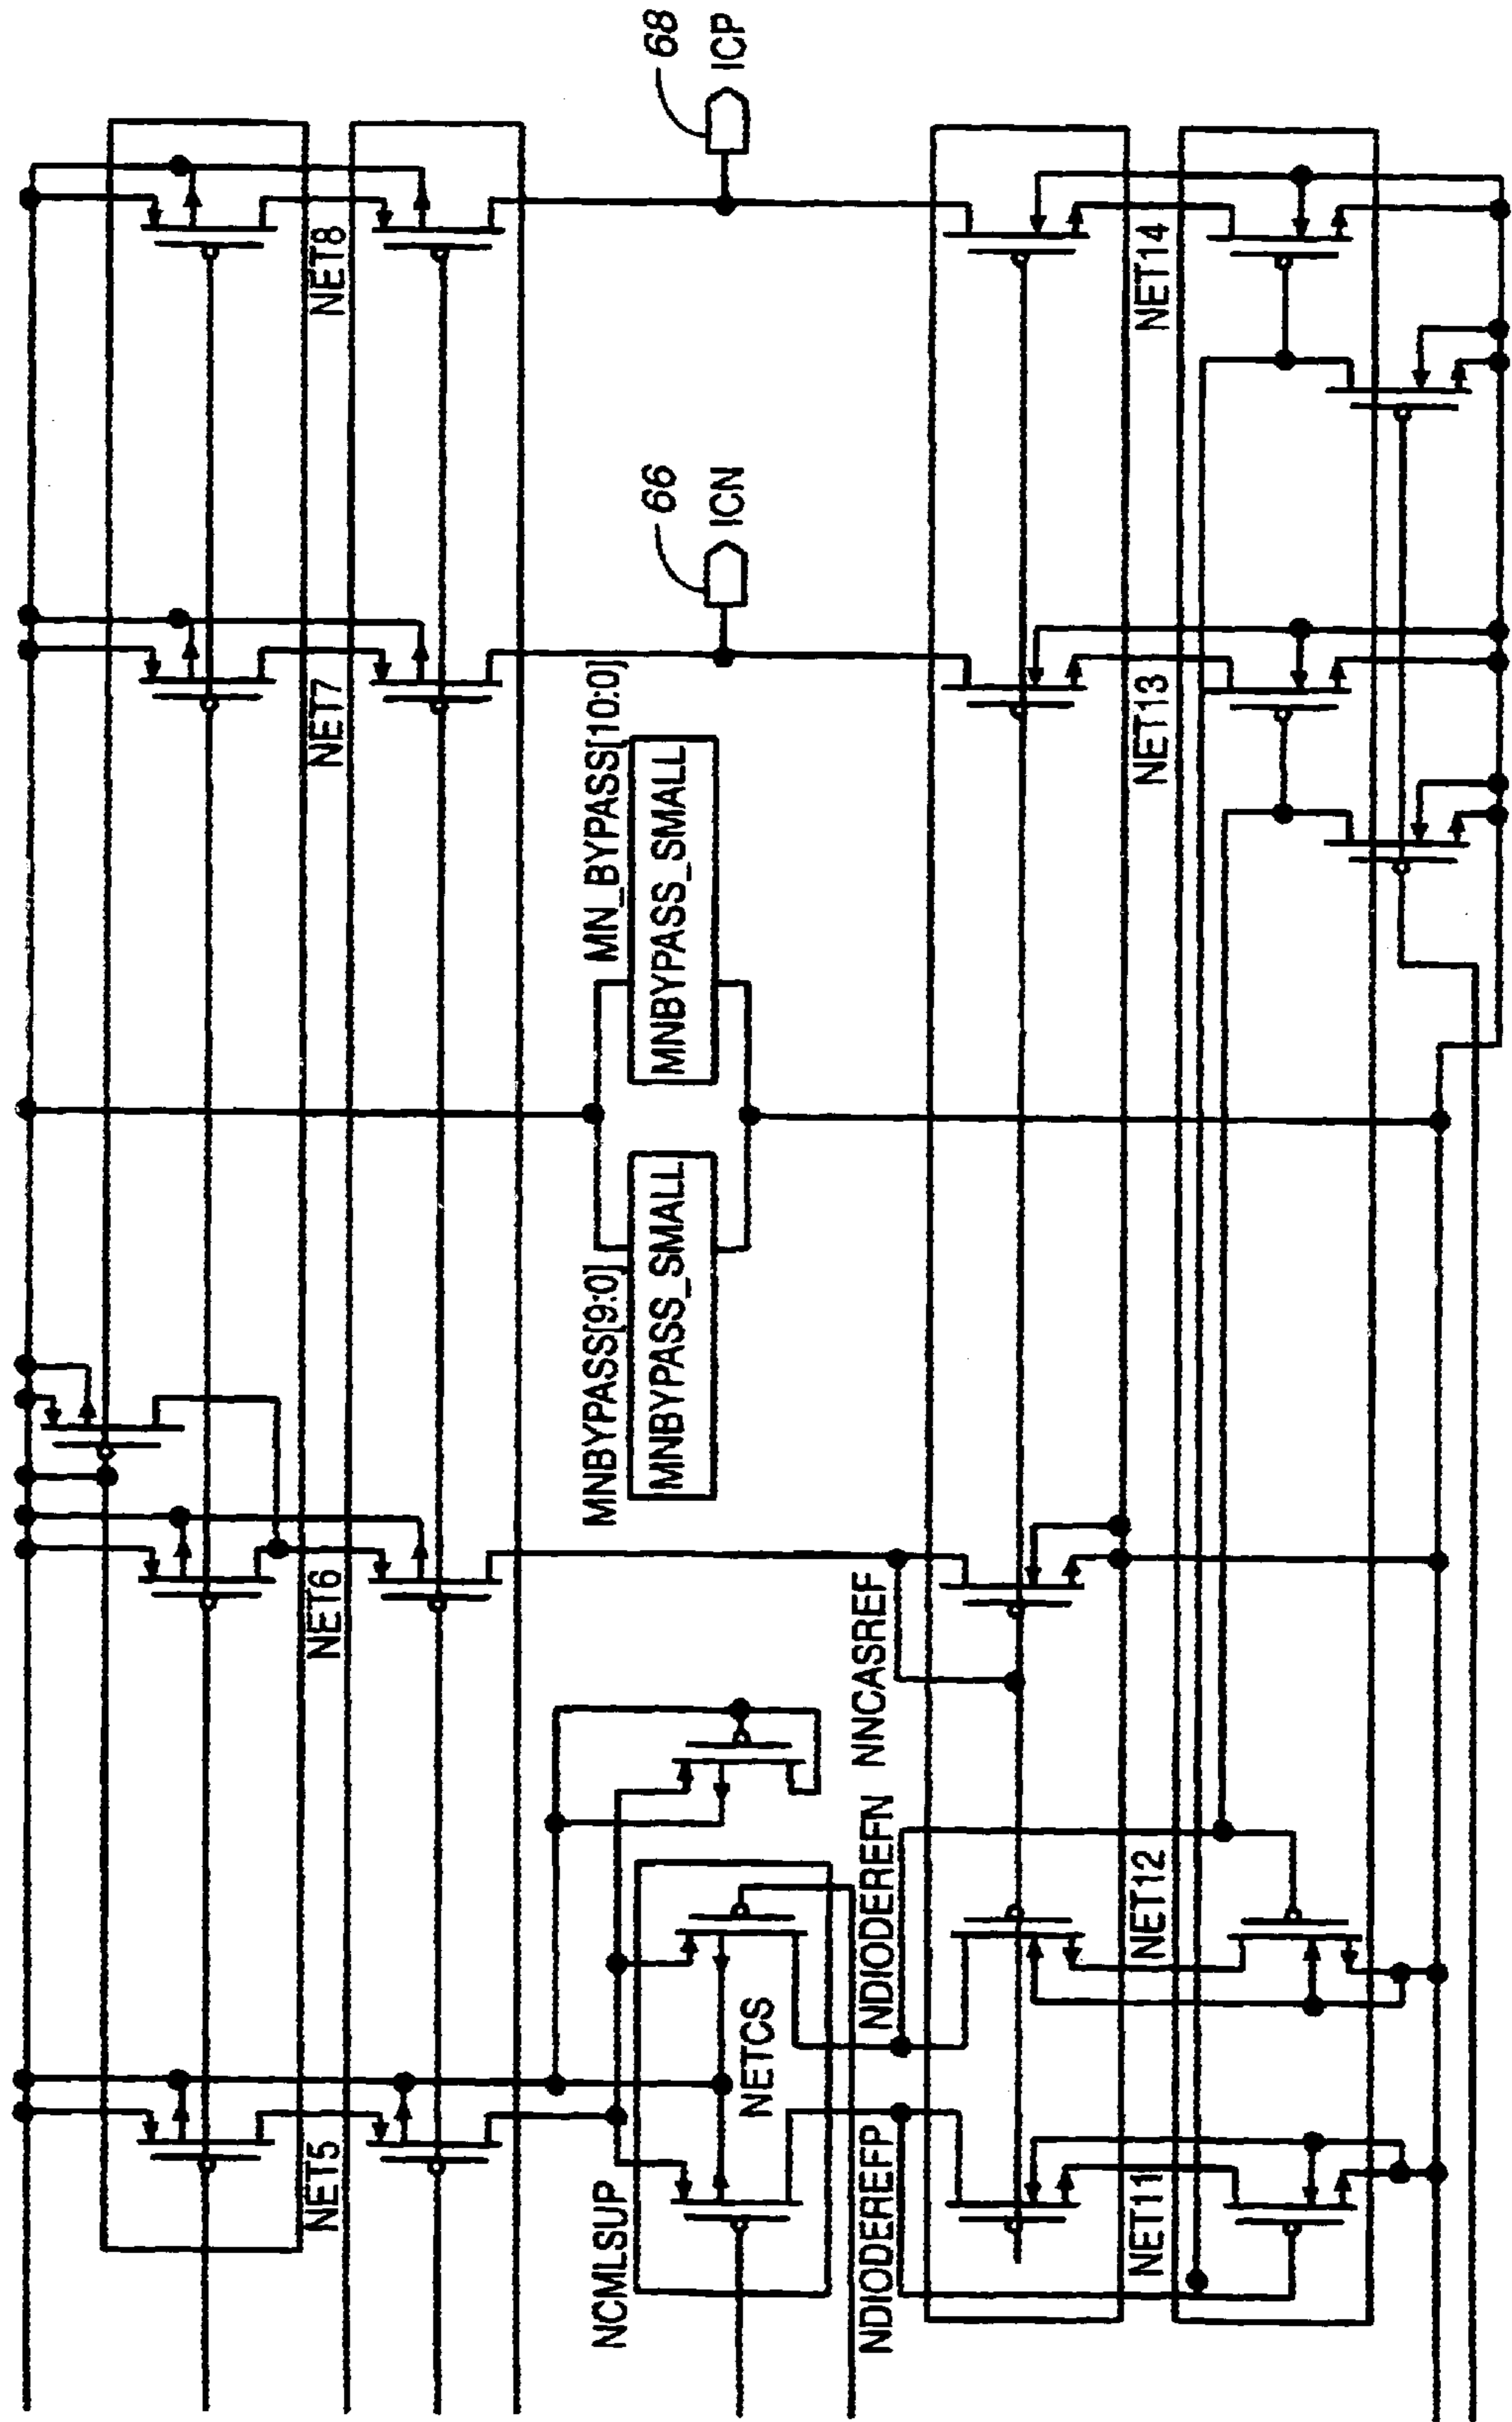 NET5
NET6
NET7
NET8
NCMLSUP
NETCS
MNBYPASS[9:0]
MNBYPASS_SMALL
MN_BYPASS[10:0]
MNBYPASS_SMALL
66
ICN
68
ICP
NDIODEREFP
NDIODEREFN
NNCASREF
NET11
NET12
NET13
NET14